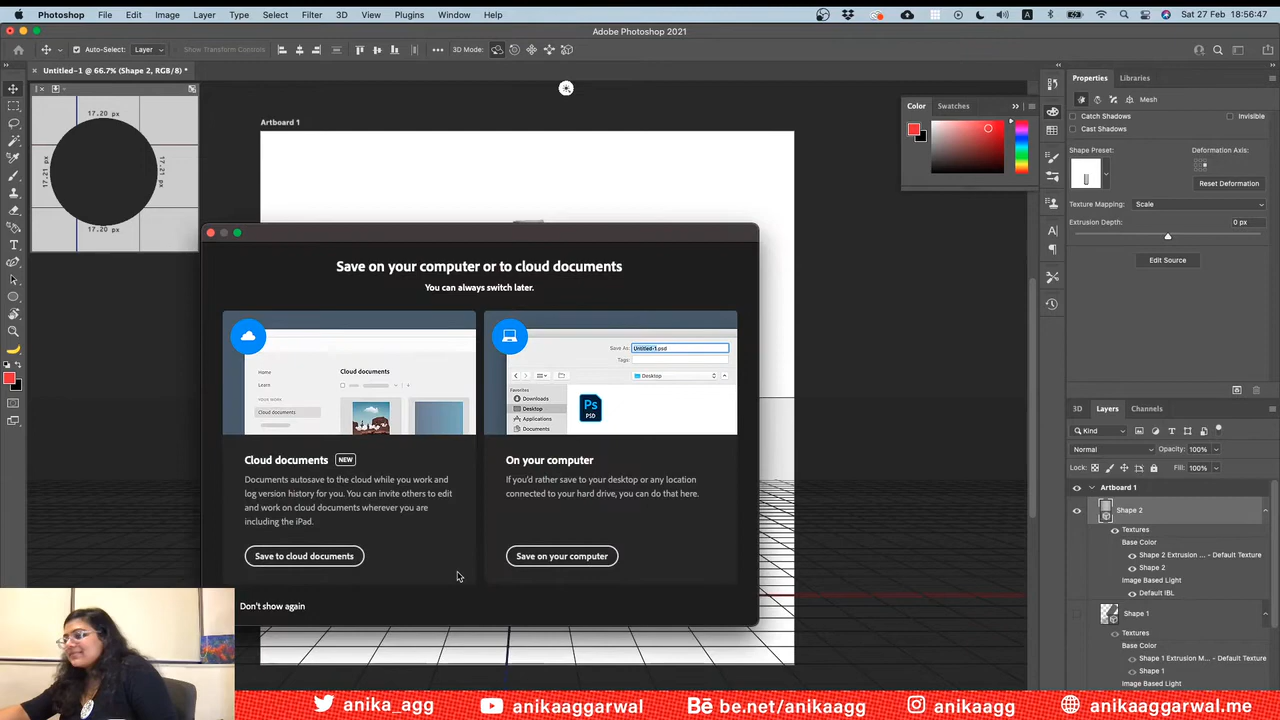 Photoshop File Edit Image Layer Type Select Filter 3D View Plugins Window Help
Sat 27 Feb 18:56:47
Adobe Photoshop 2021
Auto-Select: Layer Show Transform Controls 3D Mode:
Untitled-1 @ 66.7% (Shape 2, RGB/8) *
17.20 px
17.21 px
17.21 px
17.20 px
Artboard 1
Color Swatches
Properties Libraries
Mesh
Catch Shadows Invisible
Cast Shadows
Shape Preset: Deformation Axis:
Reset Deformation
Texture Mapping: Scale
Extrusion Depth: 0 px
Edit Source
Save on your computer or to cloud documents
You can always switch later.
Home
Learn
YOUR WORK
Cloud documents
Cloud documents
Save As: Untitled-1.psd
Tags:
Desktop
Favorites
Downloads
Desktop
Applications
Documents
Ps
PSD
Cloud documents NEW
Documents autosave to the cloud while you work and
log version history for you. You can invite others to edit
and work on cloud documents wherever you are
including the iPad.
Save to cloud documents
On your computer
If you'd rather save to your desktop or any location
connected to your hard drive, you can do that here.
Save on your computer
Don't show again
3D Layers Channels
Kind
Normal Opacity: 100%
Lock: Fill: 100%
Artboard 1
Shape 2
Textures
Base Color
Shape 2 Extrusion ... - Default Texture
Shape 2
Image Based Light
Default IBL
Shape 1
Textures
Base Color
Shape 1 Extrusion M... - Default Texture
Shape 1
Image Based Light
anika_agg anikaaggarwal be.net/anikaagg anikaagg anikaaggarwal.me